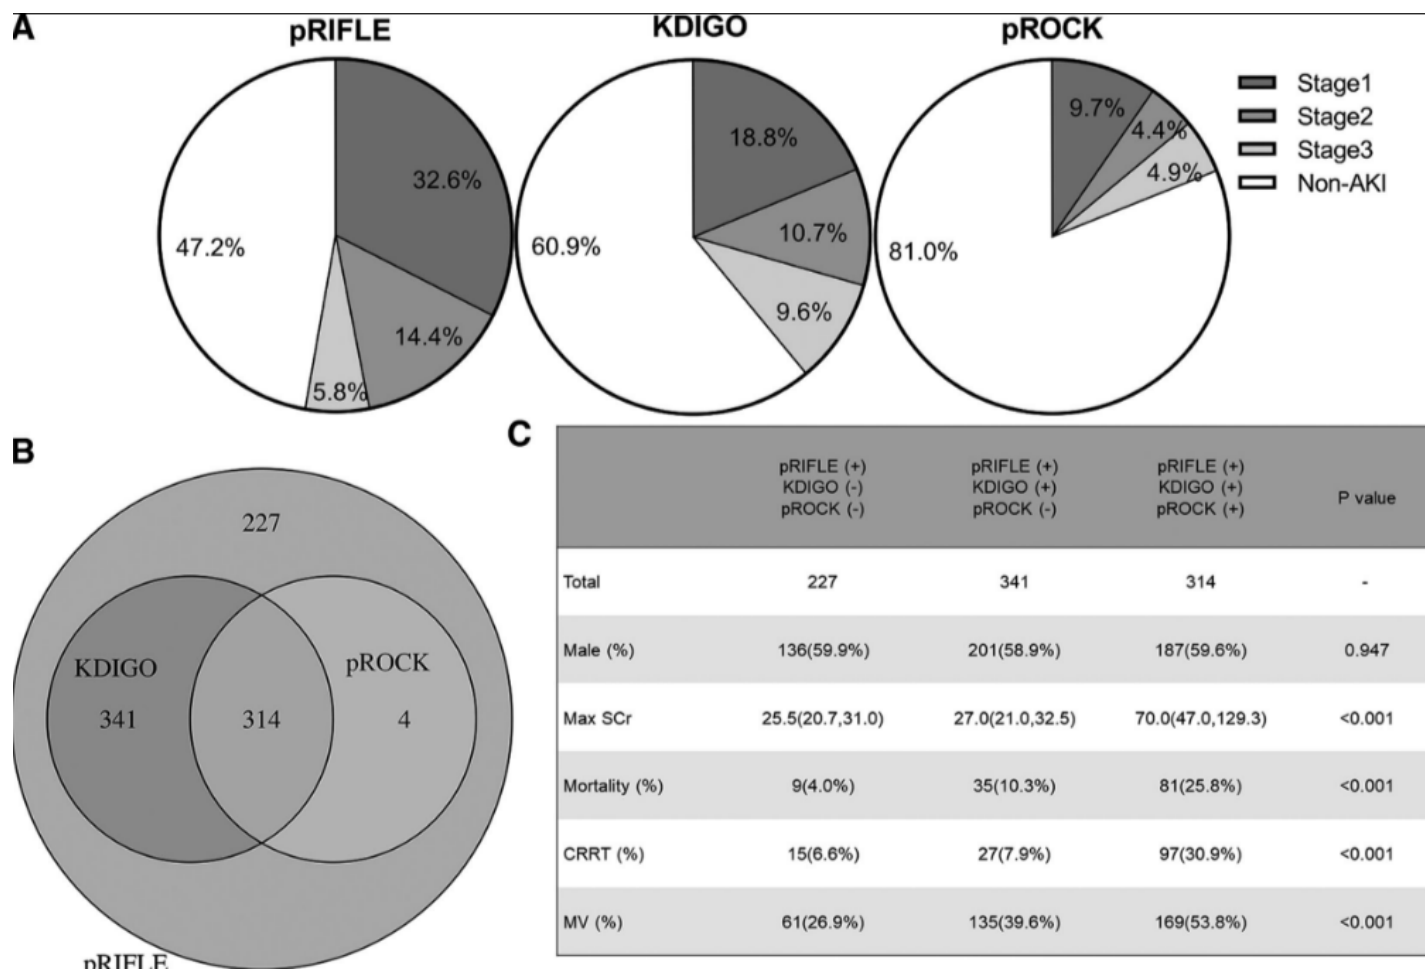 A
pRIFLE
KDIGO
pROCK
32.6%
14.4%
5.8%
47.2%
18.8%
10.7%
9.6%
60.9%
9.7%
4.4%
4.9%
81.0%
Stage1
Stage2
Stage3
Non-AKI
B
227
KDIGO
pROCK
341
314
4
pRIFLE
C
pRIFLE (+) pRIFLE (+) pRIFLE (+)
KDIGO (-) KDIGO (+) KDIGO (+) P value
pROCK (-) pROCK (-) pROCK (+)
Total 227 341 314 -
Male (%) 136(59.9%) 201(58.9%) 187(59.6%) 0.947
Max SCr 25.5(20.7,31.0) 27.0(21.0,32.5) 70.0(47.0,129.3) <0.001
Mortality (%) 9(4.0%) 35(10.3%) 81(25.8%) <0.001
CRRT (%) 15(6.6%) 27(7.9%) 97(30.9%) <0.001
MV (%) 61(26.9%) 135(39.6%) 169(53.8%) <0.001